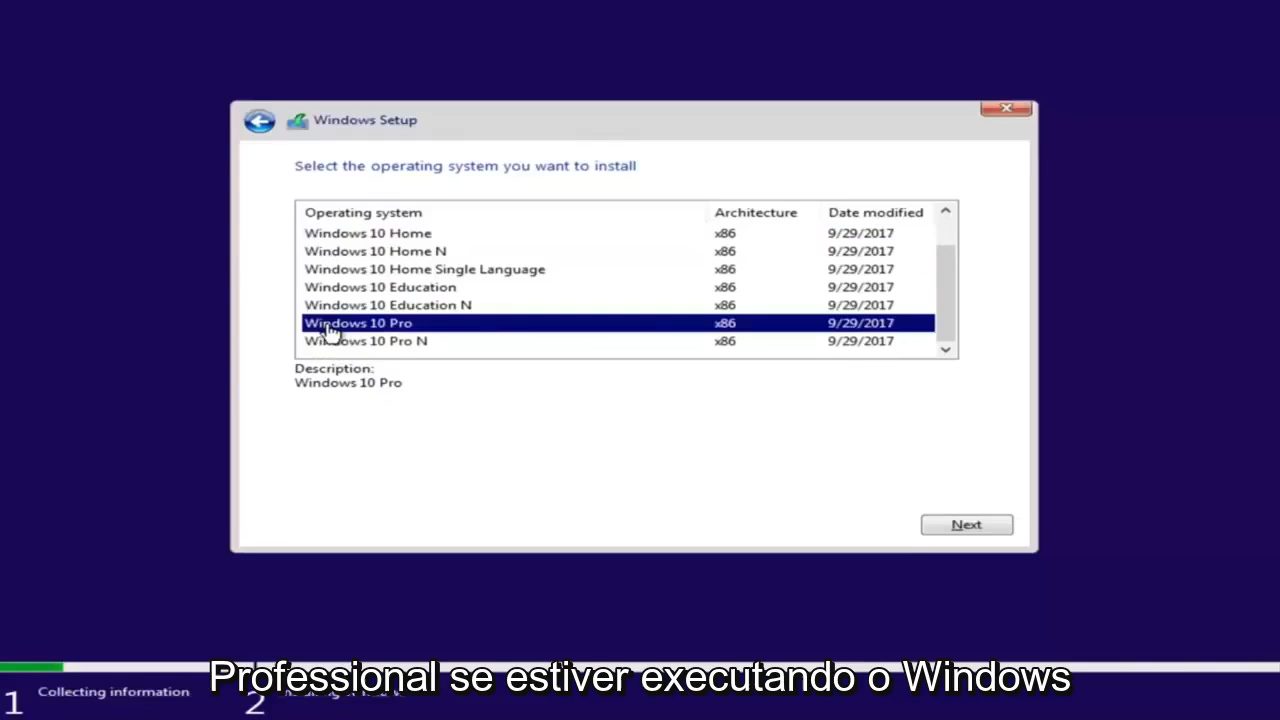 Windows Setup
Select the operating system you want to install
Operating system Architecture Date modified
Windows 10 Home x86 9/29/2017
Windows 10 Home N x86 9/29/2017
Windows 10 Home Single Language x86 9/29/2017
Windows 10 Education x86 9/29/2017
Windows 10 Education N x86 9/29/2017
Windows 10 Pro x86 9/29/2017
Windows 10 Pro N x86 9/29/2017
Description:
Windows 10 Pro
Next
Professional se estiver executando o Windows
1 Collecting information 2